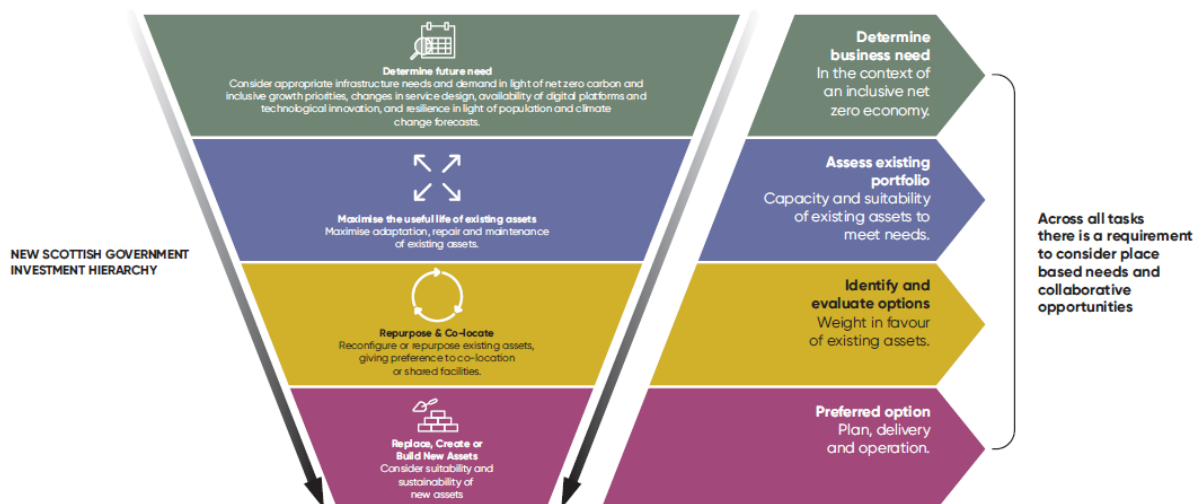 NEW SCOTTISH GOVERNMENT
INVESTMENT HIERARCHY
Determine future need
Consider appropriate infrastructure needs and demand in light of net zero carbon and
inclusive growth priorities, changes in service design, availability of digital platforms and
technological innovation, and resilience in light of population and climate
change forecasts.
Maximise the useful life of existing assets
Maximise adaptation, repair and maintenance
of existing assets.
Repurpose & Co-locate
Reconfigure or repurpose existing assets,
giving preference to co-location
or shared facilities.
Replace, Create or
Build New Assets
Consider suitability and
sustainability of
new assets
Determine
business need
In the context of
an inclusive net
zero economy.
Assess existing
portfolio
Capacity and suitability
of existing assets to
meet needs.
Identify and
evaluate options
Weight in favour
of existing assets.
Preferred option
Plan, delivery
and operation.
Across all tasks
there is a requirement
to consider place
based needs and
collaborative
opportunities